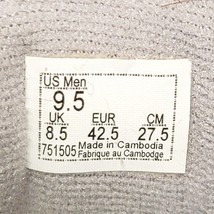 US Men
9.5
UK EUR CM
8.5 42.5 27.5
751505 Made in Cambodia
Fabrique au Cambodge